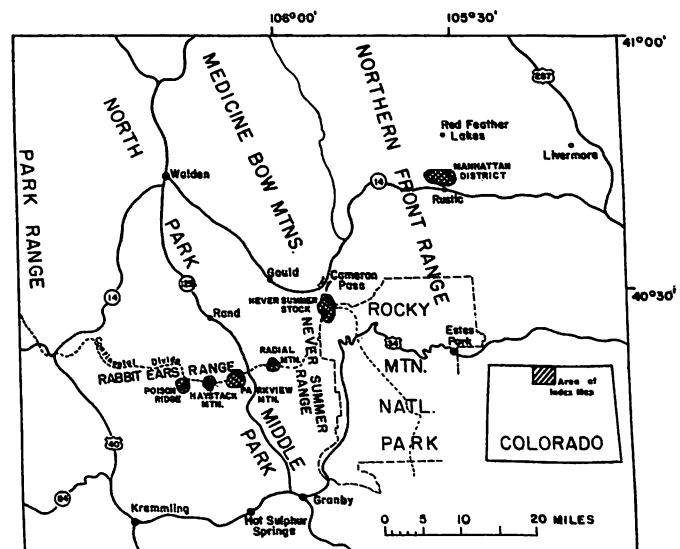 106°00'
105°30'
41°00'
287
NORTH
PARK
MEDICINE BOW MTNS.
NORTHERN
FRONT RANGE
Red Feather
Lakes
Livermore
MANHATTAN
DISTRICT
Rustic
14
PARK RANGE
Walden
125
Gould
Cameron
Pass
40°30'
14
Rand
NEVER SUMMER
STOCK
ROCKY
MTN.
NATL.
PARK
34
Estes
Park
Continental Divide
RABBIT EARS RANGE
RADIAL
MTN.
NEVER SUMMER
RANGE
POISON
RIDGE
HAYSTACK
MTN.
PARKVIEW
MTN.
MIDDLE
PARK
Area of
Index Map
COLORADO
40
Kremmling
Hot Sulphur
Springs
Granby
0 5 10 20 MILES